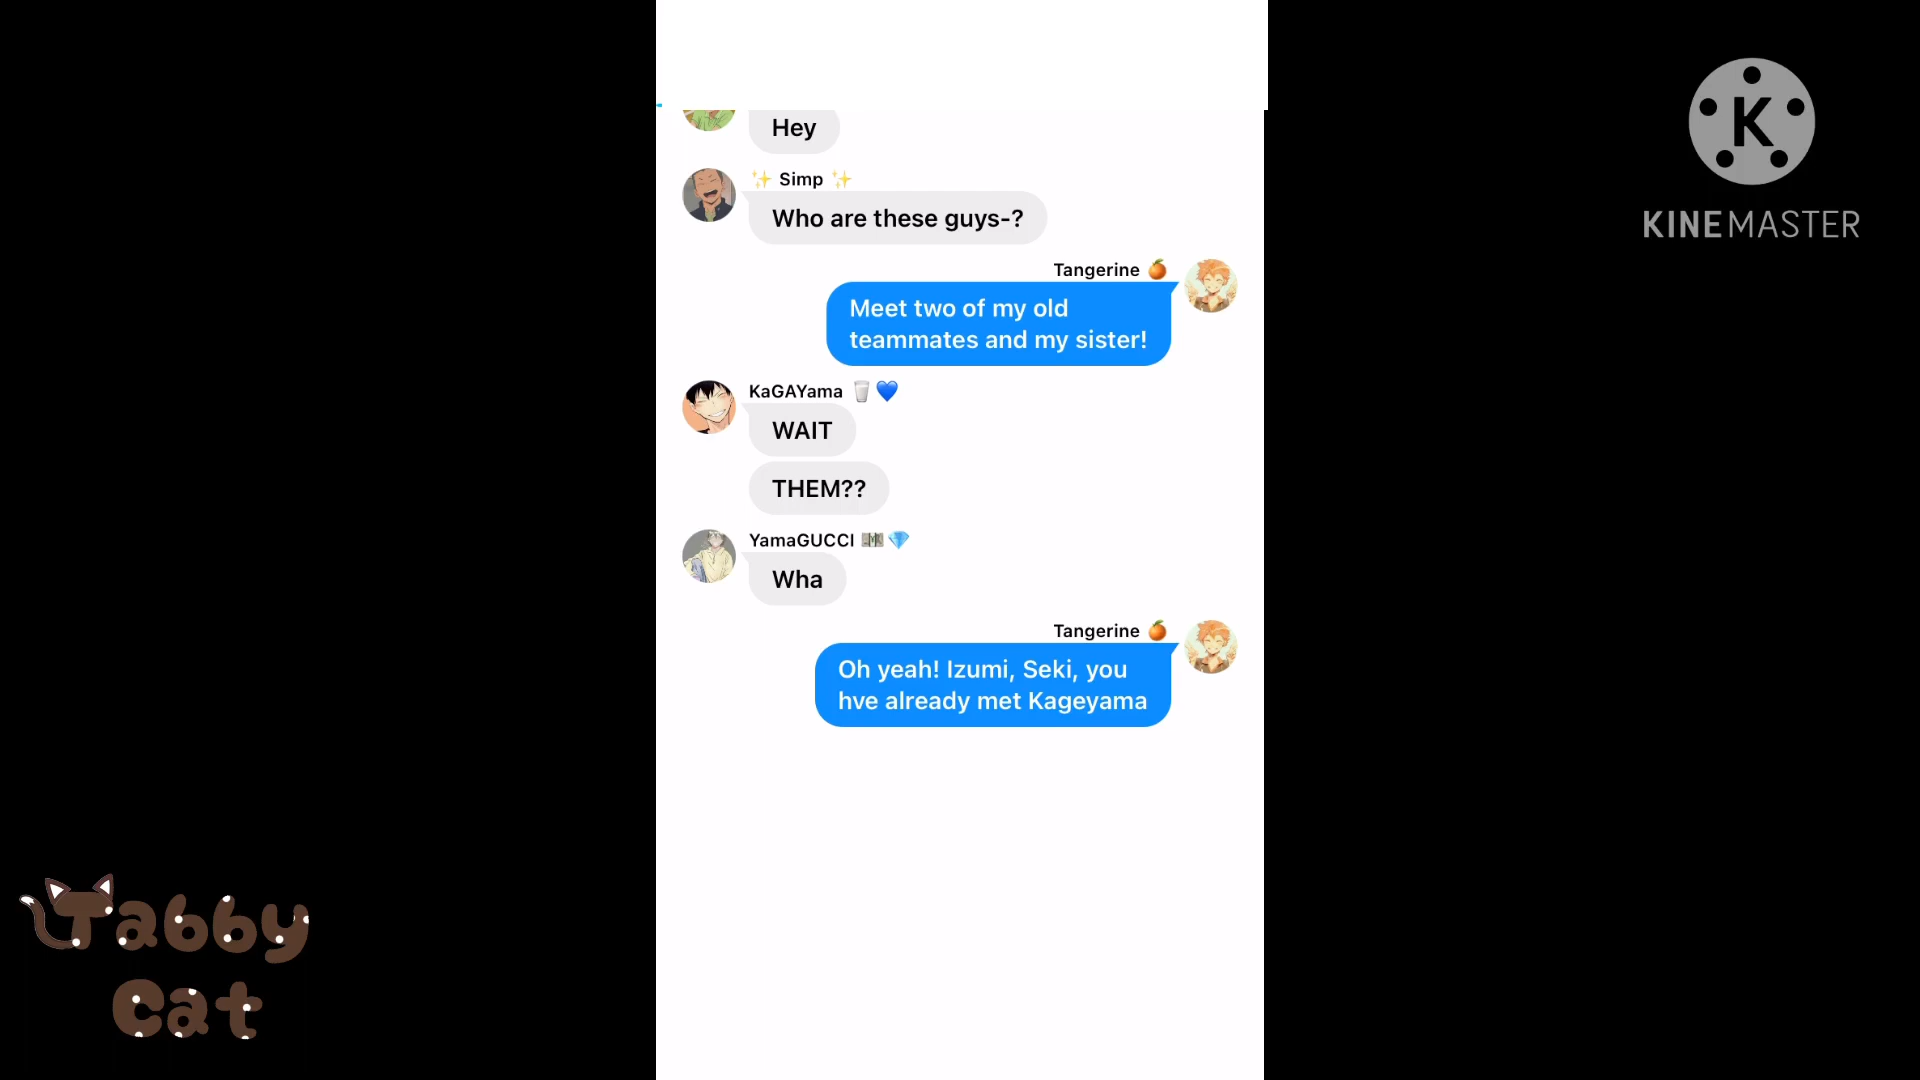 Hey
✨ Simp ✨
Who are these guys-?
Tangerine 🍊
Meet two of my old
teammates and my sister!
KaGAYama 🥛💙
WAIT
THEM??
YamaGUCCI 💵💎
Wha
Tangerine 🍊
Oh yeah! Izumi, Seki, you
hve already met Kageyama
K
KINEMASTER
Tabby
Cat